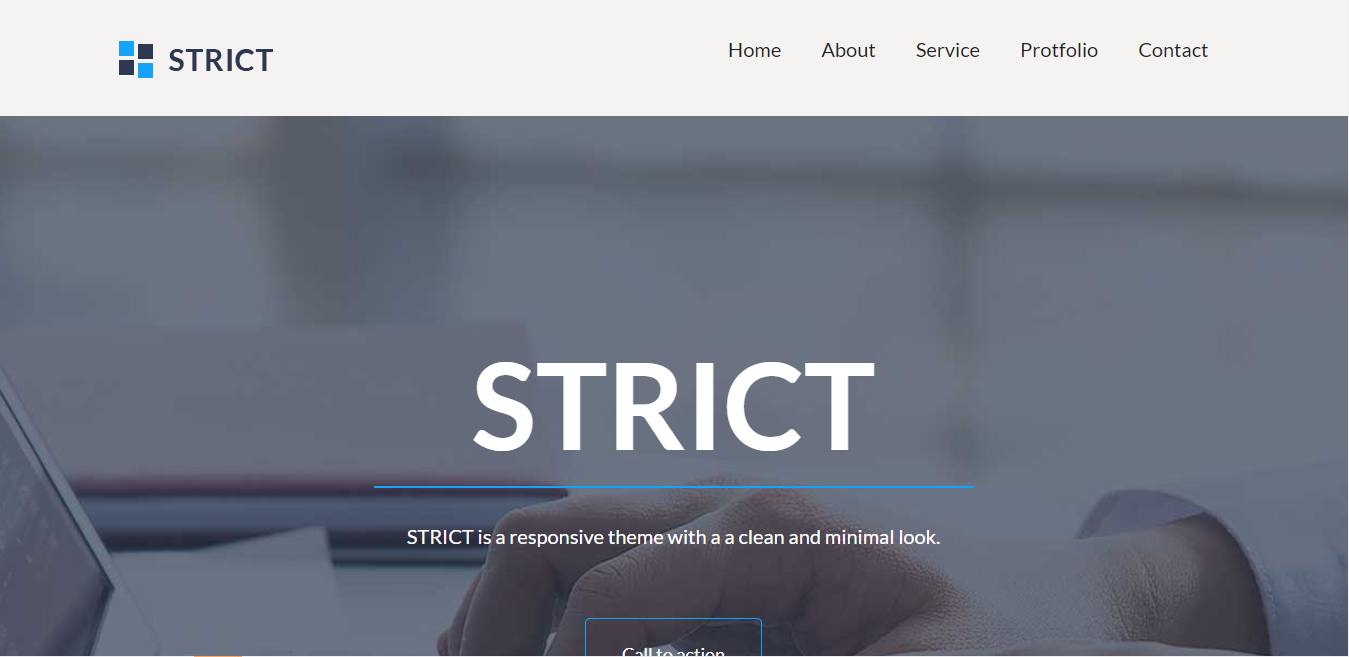 STRICT
Home About Service Protfolio Contact
STRICT
STRICT is a responsive theme with a a clean and minimal look.
Call to action